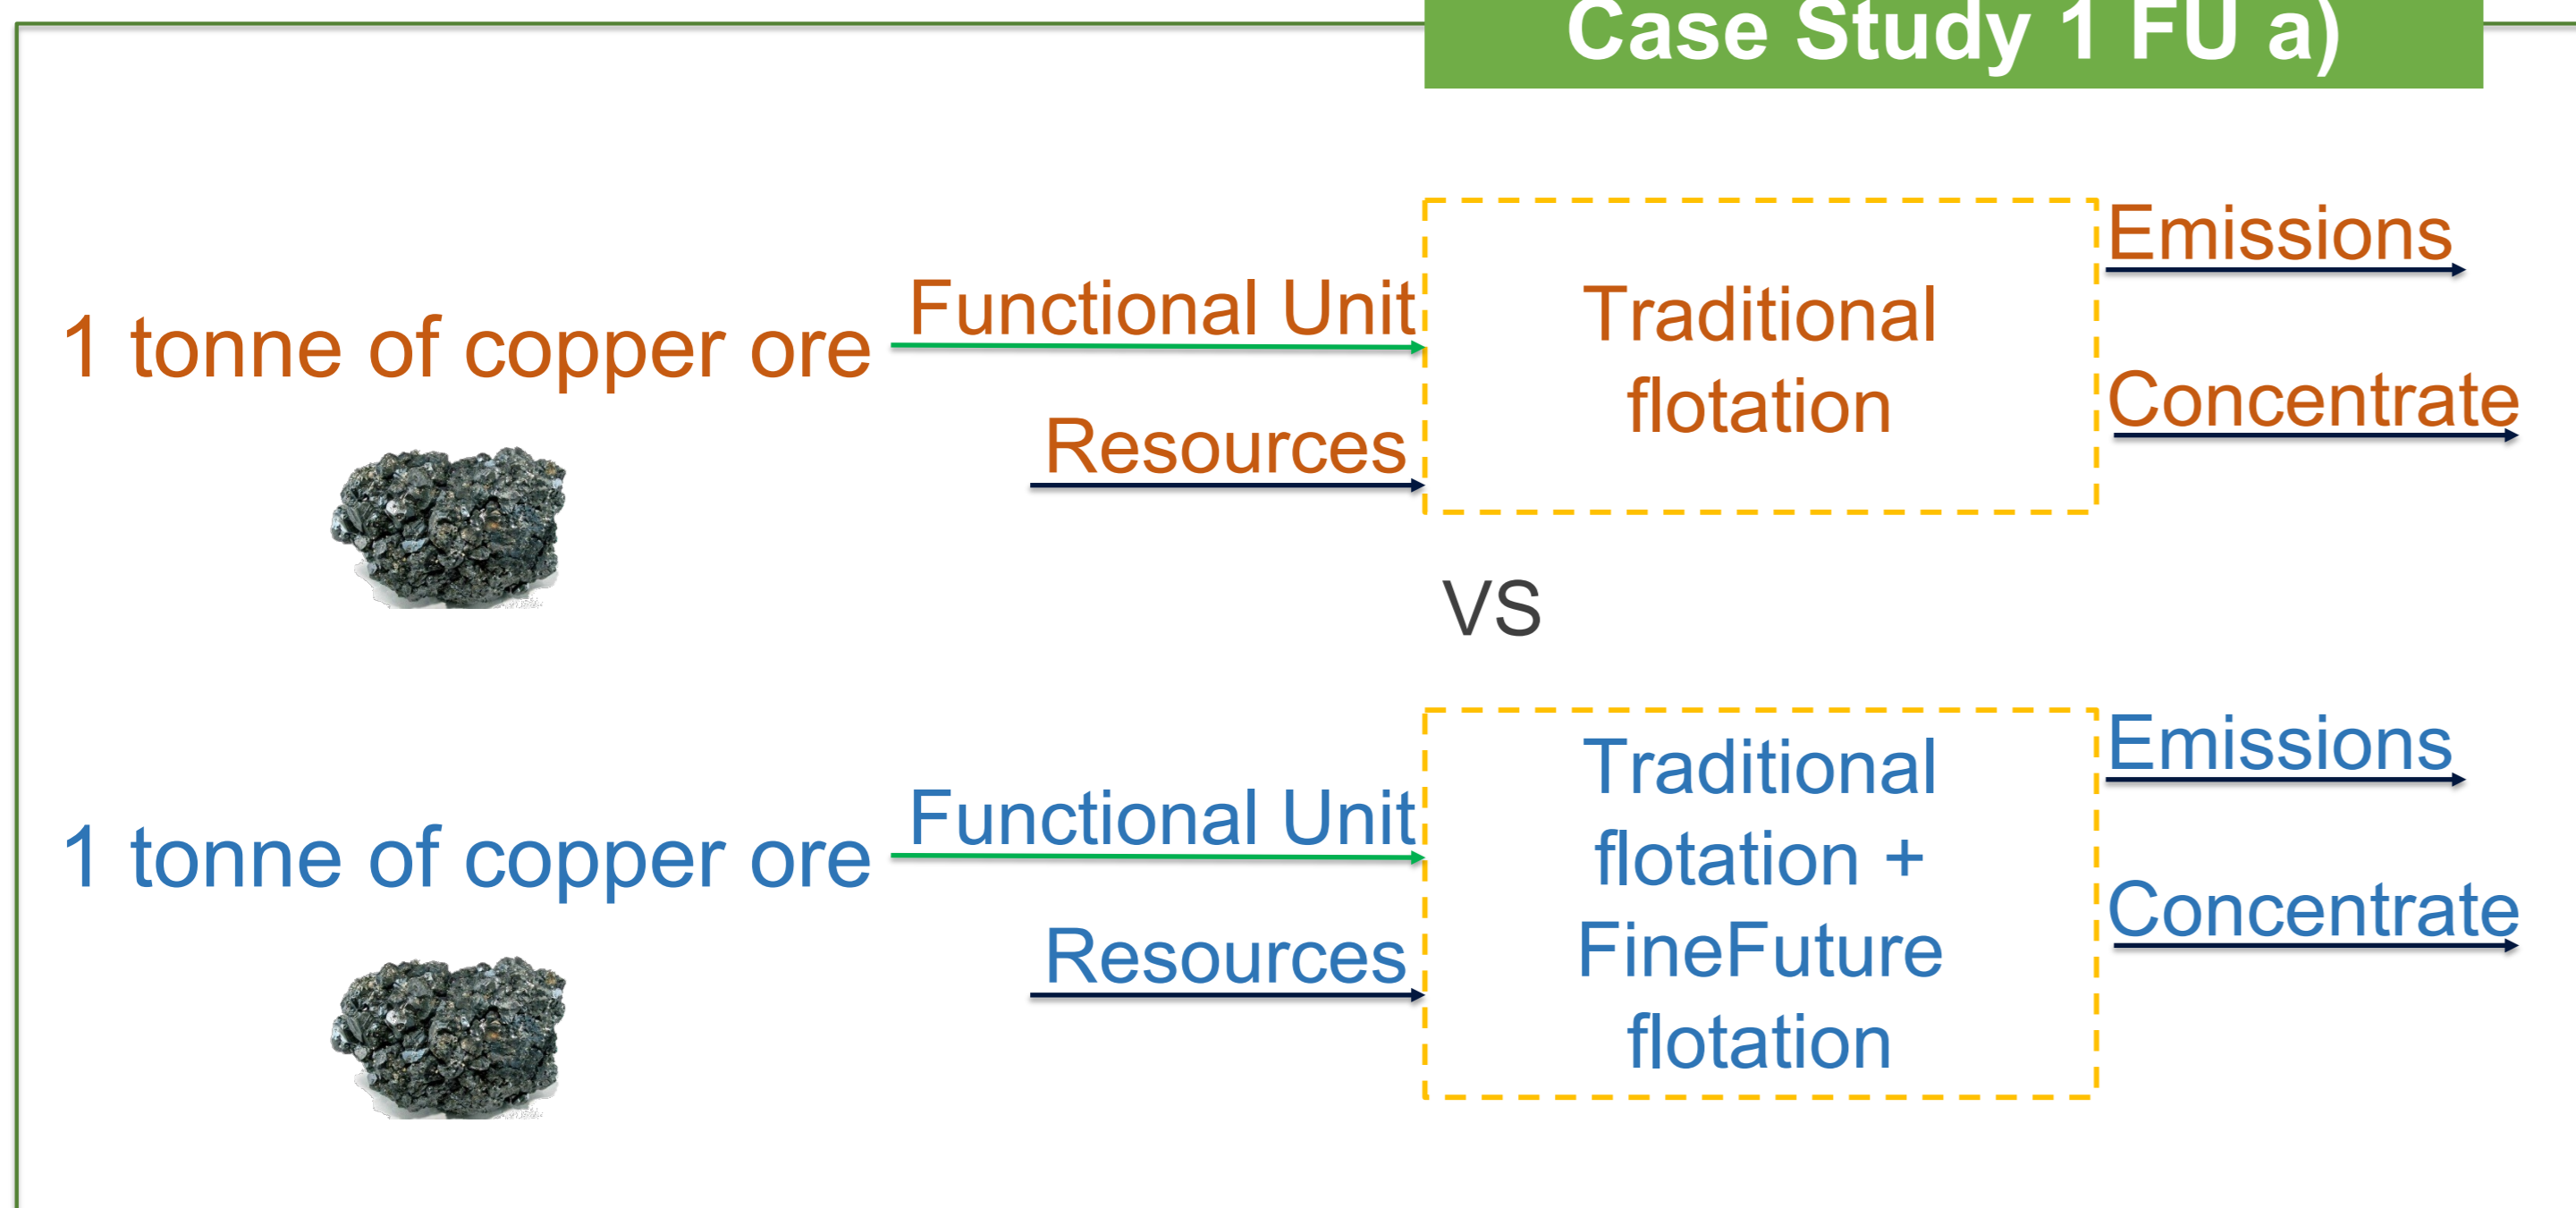 Case Study 1 FU a)
Emissions
Functional Unit
Traditional
1 tonne of copper ore
flotation
Concentrate
Resources
VS
Emissions
Traditional
Functional Unit
flotation +
1 tonne of copper ore
Concentrate
FineFuture
Resources
flotation